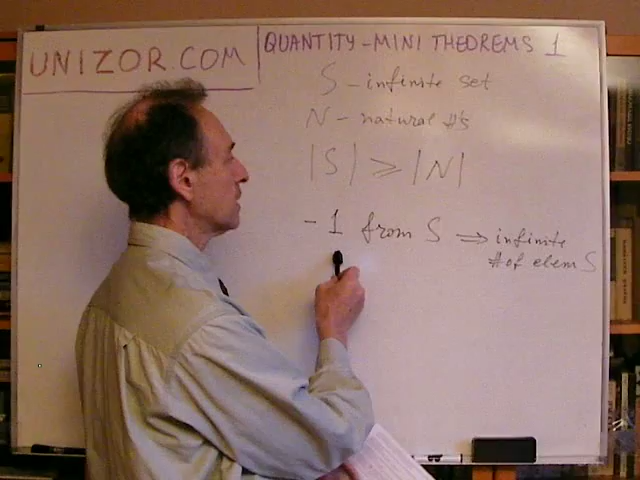 UNIZOR.COM
QUANTITY-MINI THEOREMS 1
S - infinite set
N - natural #'s
|S| ⩾ |N|
- 1 from S ⇒ infinite
# of elem S